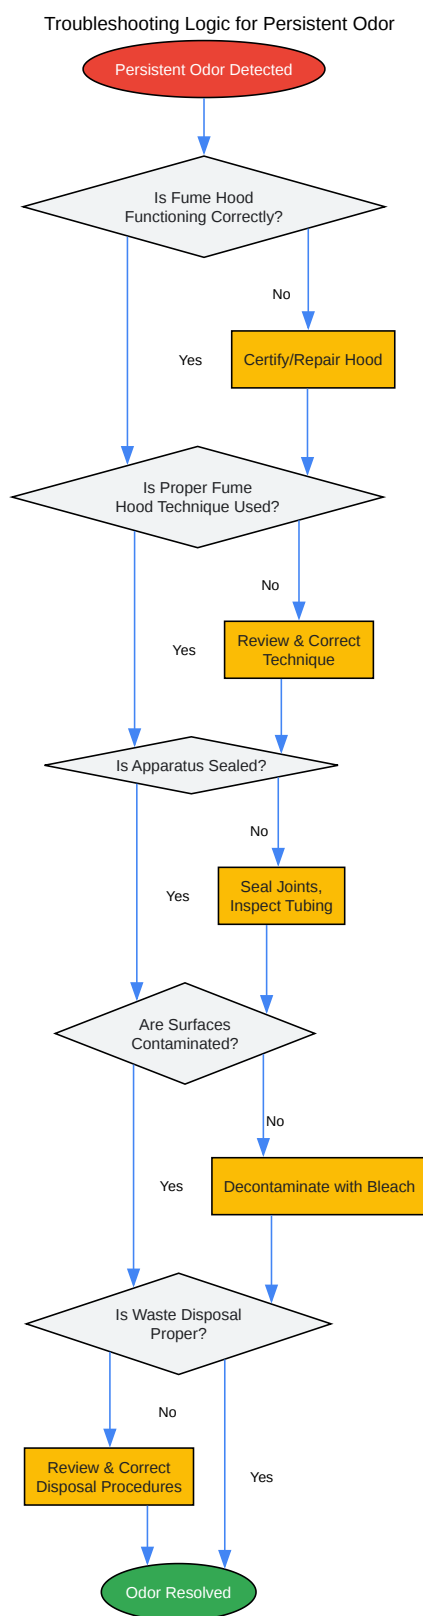 Troubleshooting Logic for Persistent Odor
Persistent Odor Detected
Is Fume Hood
Functioning Correctly?
No
Yes
Certify/Repair Hood
Is Proper Fume
Hood Technique Used?
No
Yes
Review & Correct
Technique
Is Apparatus Sealed?
No
Yes
Seal Joints,
Inspect Tubing
Are Surfaces
Contaminated?
No
Yes
Decontaminate with Bleach
Is Waste Disposal
Proper?
No
Review & Correct
Disposal Procedures
Yes
Odor Resolved